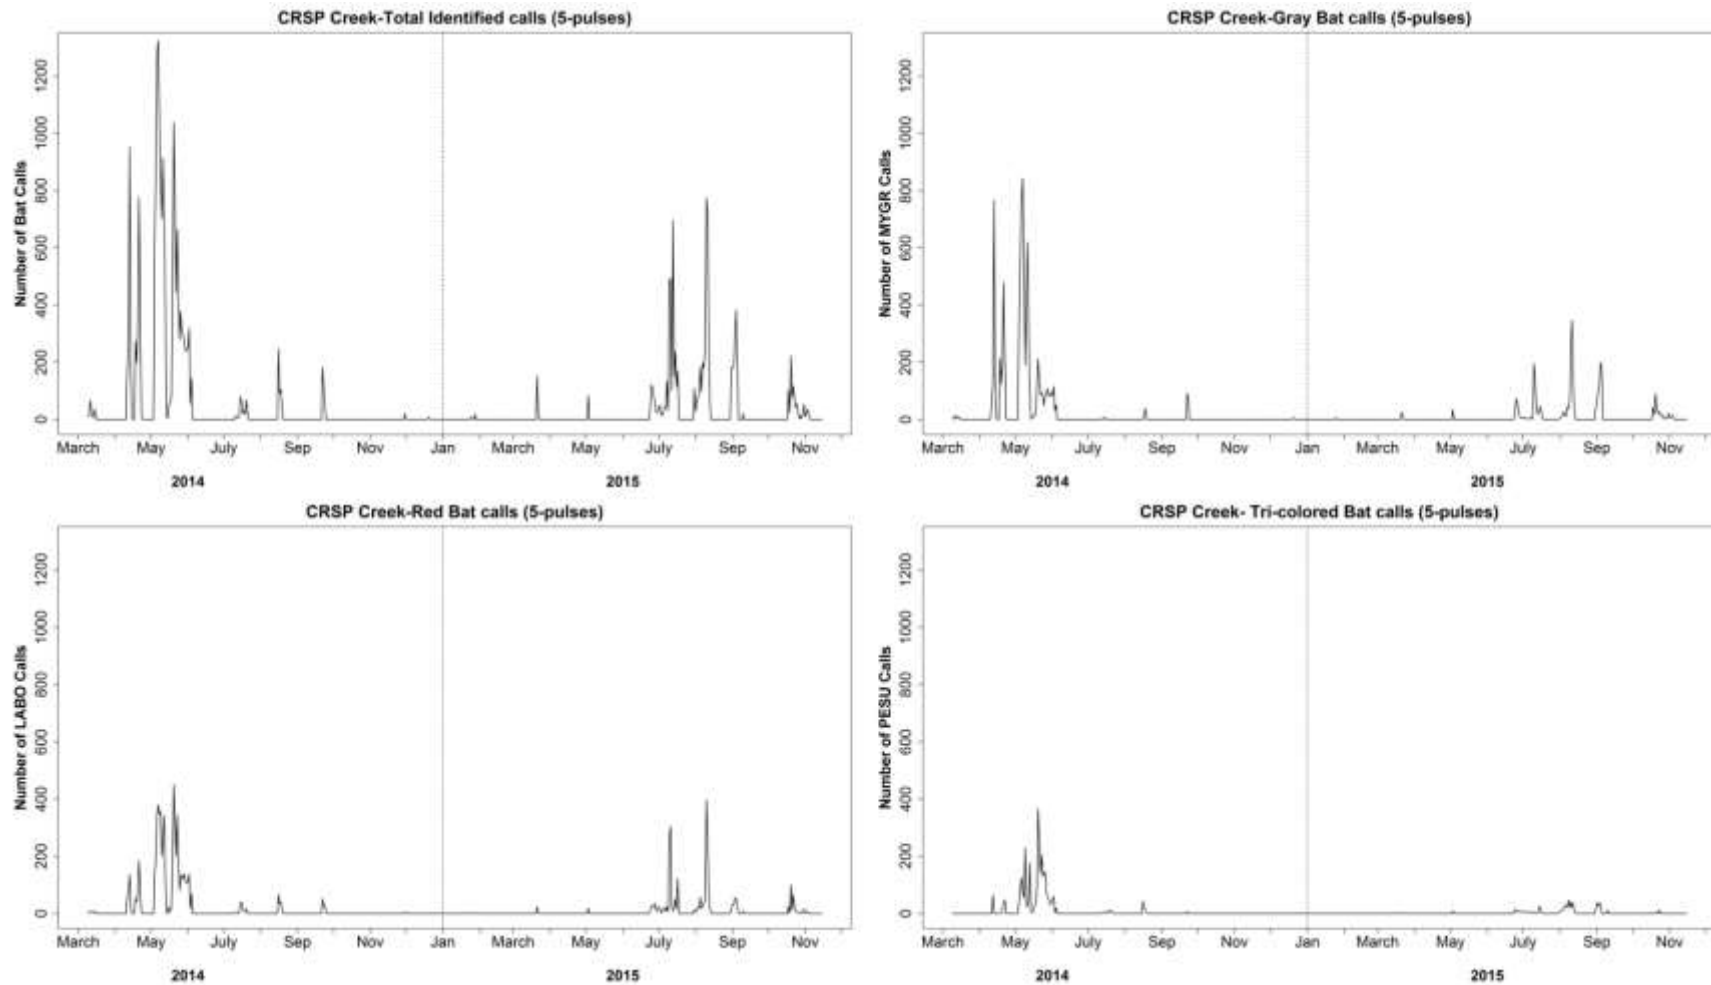 CRSP Creek-Total Identified calls (5-pulses)
Number of Bat Calls
1200
1000
800
600
400
200
0
March May July Sep Nov Jan March May July Sep Nov
2014 2015
CRSP Creek-Gray Bat calls (5-pulses)
Number of MYGR Calls
1200
1000
800
600
400
200
0
March May July Sep Nov Jan March May July Sep Nov
2014 2015
CRSP Creek-Red Bat calls (5-pulses)
Number of LABO Calls
1200
1000
800
600
400
200
0
March May July Sep Nov Jan March May July Sep Nov
2014 2015
CRSP Creek- Tri-colored Bat calls (5-pulses)
Number of PESU Calls
1200
1000
800
600
400
200
0
March May July Sep Nov Jan March May July Sep Nov
2014 2015